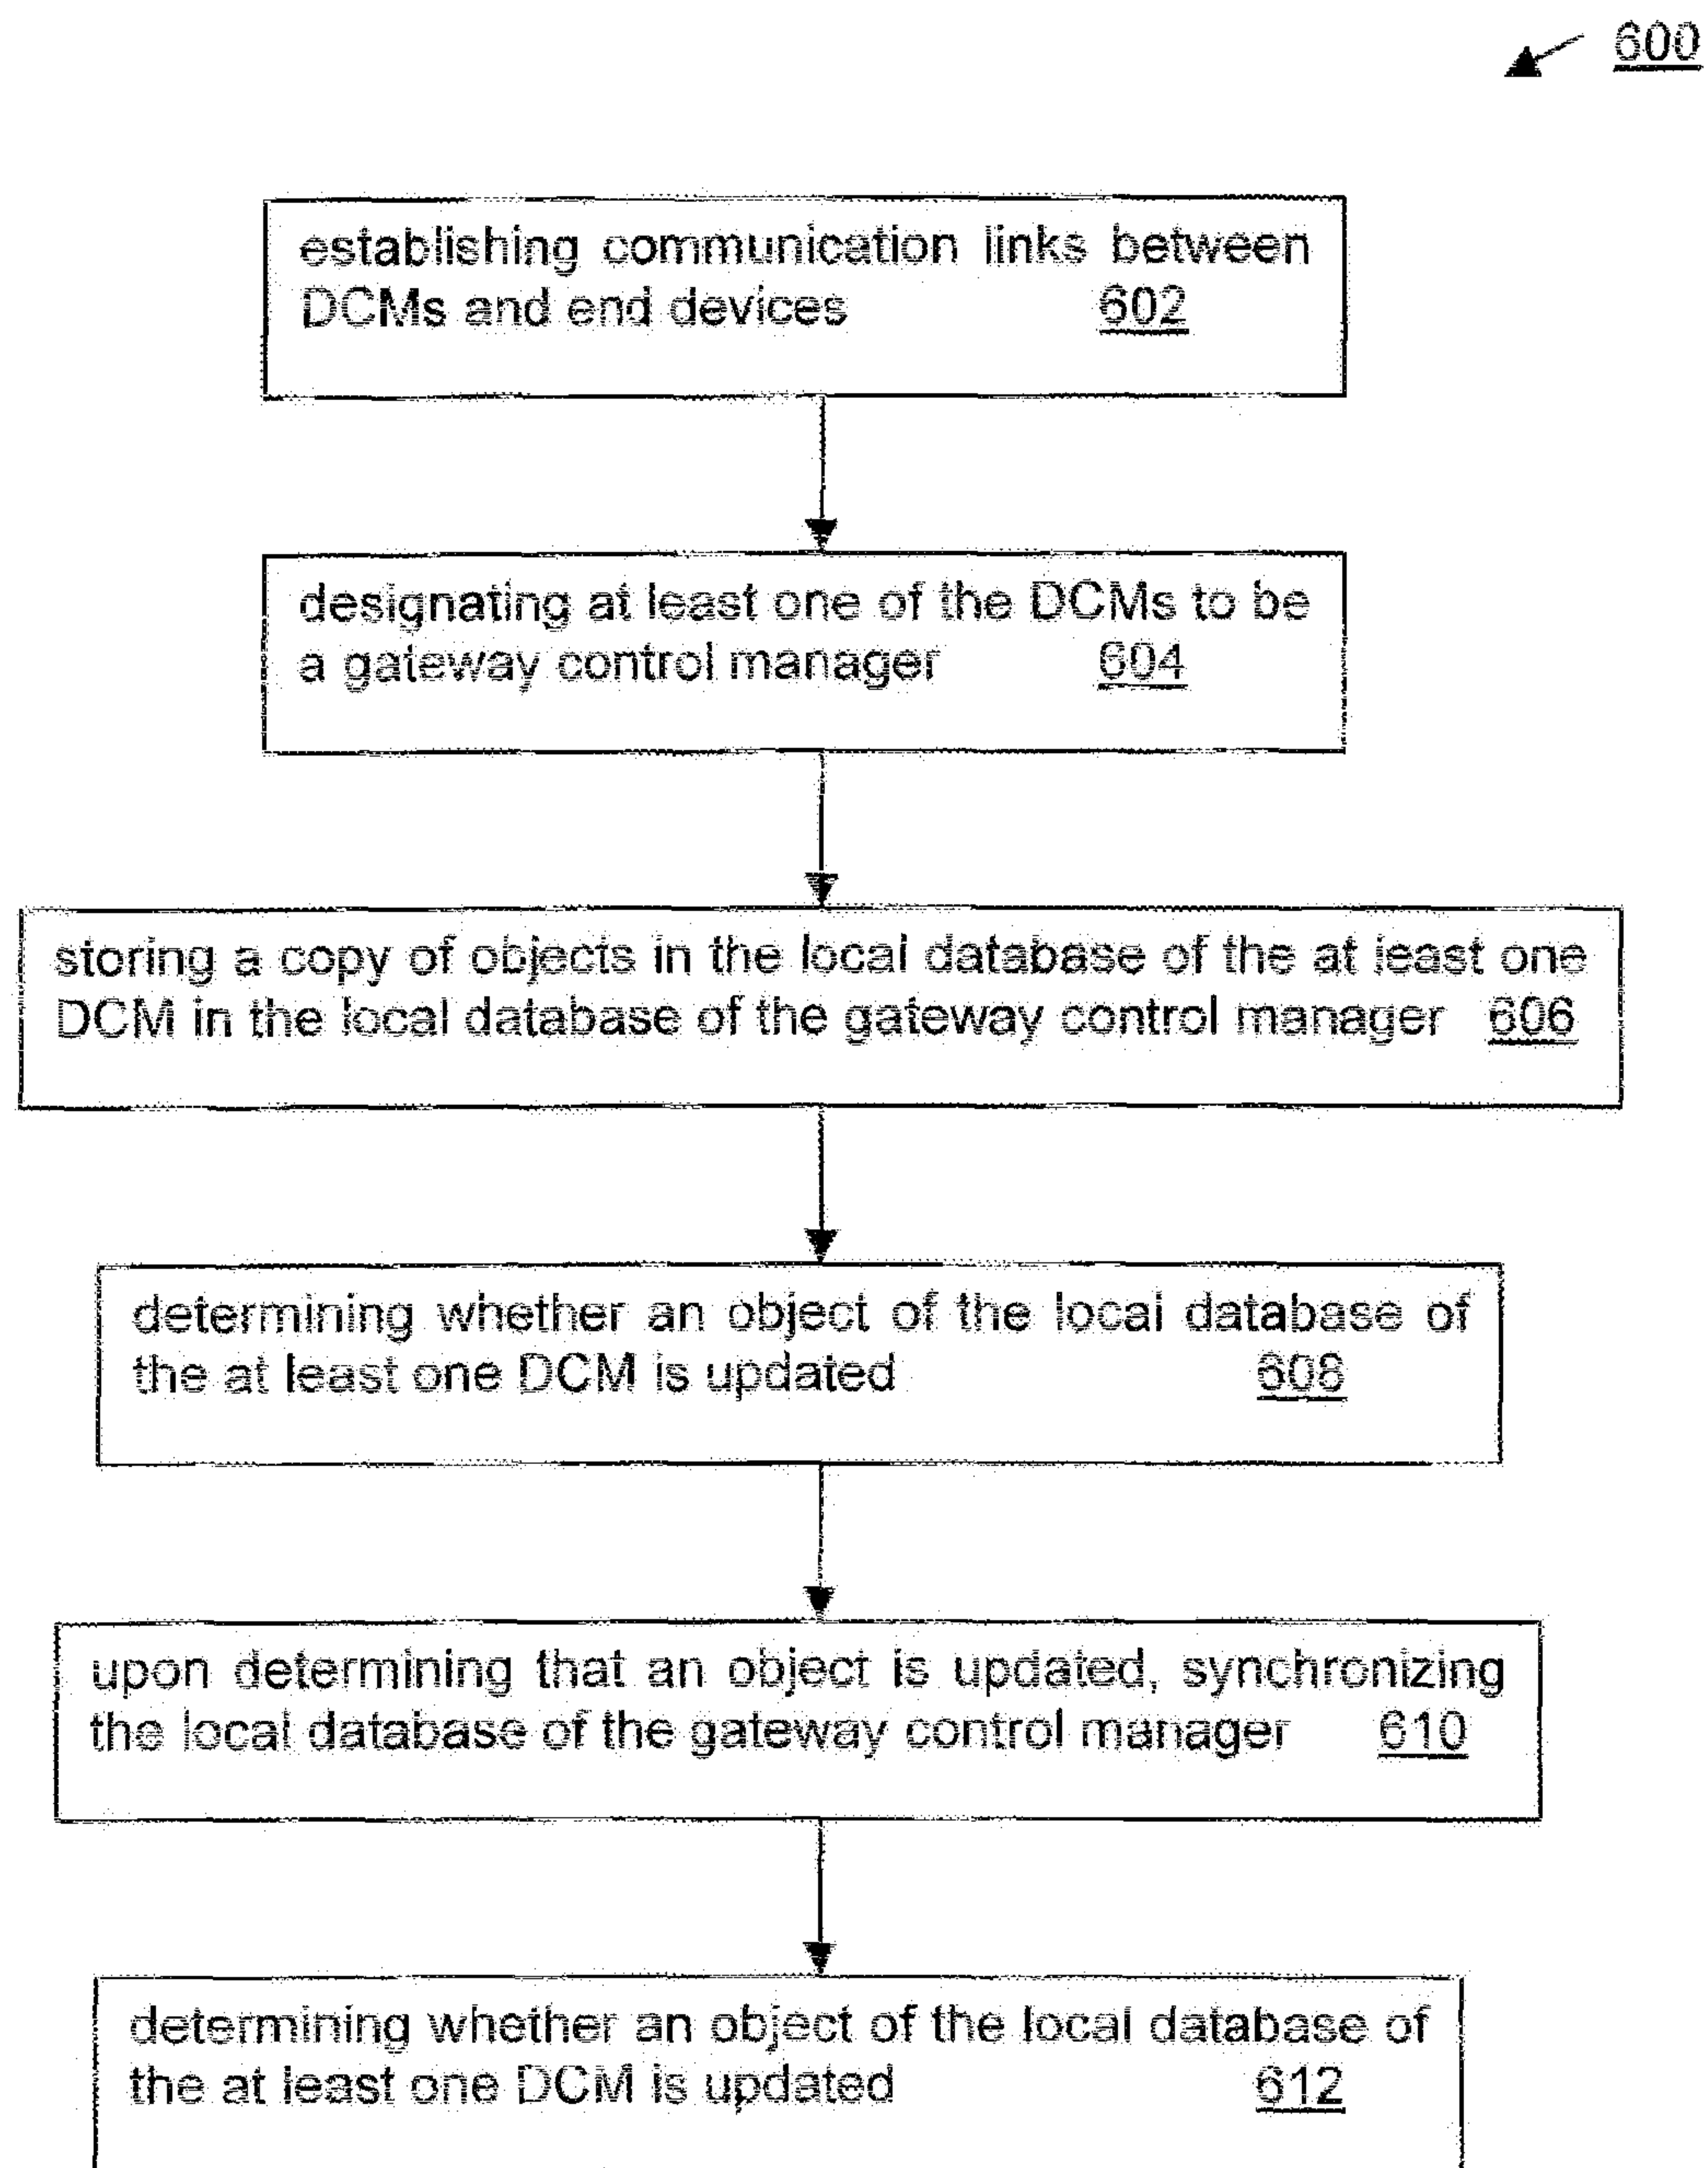 600
establishing communication links between
DCMs and end devices 602
designating at least one of the DCMs to be
a gateway control manager 604
storing a copy of objects in the local database of the at least one
DCM in the local database of the gateway control manager 606
determining whether an object of the local database of
the at least one DCM is updated 608
upon determining that an object is updated, synchronizing
the local database of the gateway control manager 610
determining whether an object of the local database of
the at least one DCM is updated 612